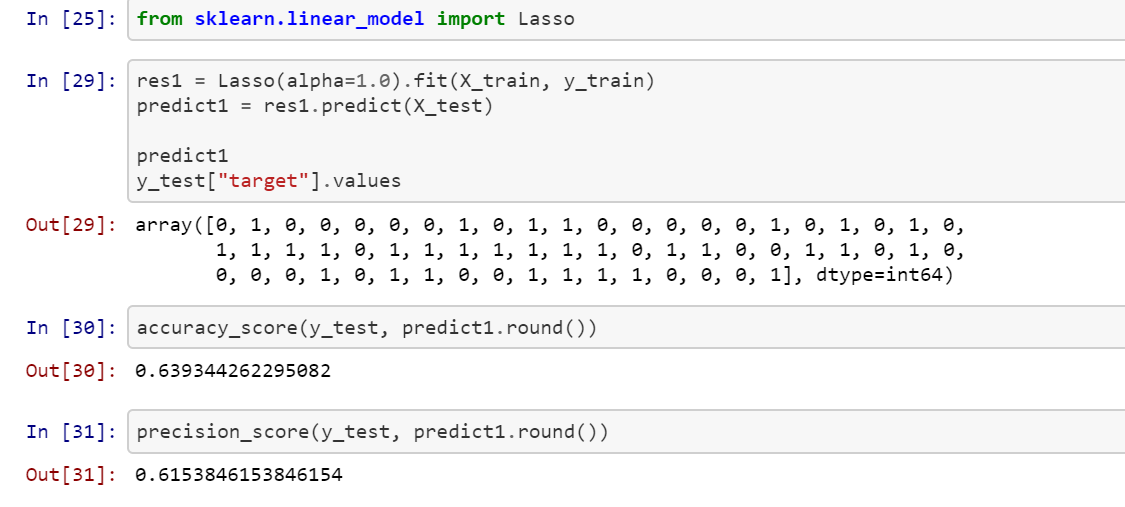 In [25]: from sklearn.linear_model import Lasso
In [29]: res1 = Lasso(alpha=1.0).fit(X_train, y_train)
predict1 = res1.predict(X_test)
predict1
y_test["target"].values
Out[29]: array([0, 1, 0, 0, 0, 0, 0, 1, 0, 1, 1, 0, 0, 0, 0, 0, 1, 0, 1, 0, 1, 0,
1, 1, 1, 1, 0, 1, 1, 1, 1, 1, 1, 1, 0, 1, 1, 0, 0, 1, 1, 0, 1, 0,
0, 0, 0, 1, 0, 1, 1, 0, 0, 1, 1, 1, 1, 0, 0, 0, 1], dtype=int64)
In [30]: accuracy_score(y_test, predict1.round())
Out[30]: 0.639344262295082
In [31]: precision_score(y_test, predict1.round())
Out[31]: 0.6153846153846154